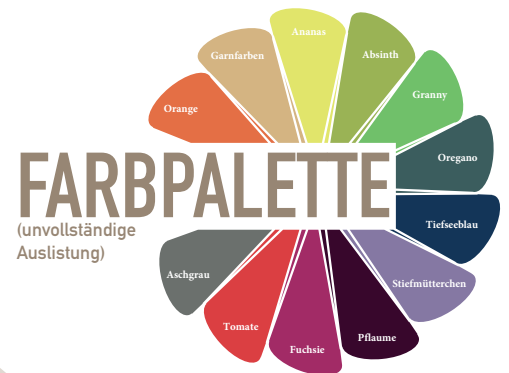 Ananas
Garnfarben
Absinth
Granny
Orange
Oregano
FARBPALETTE
(unvollständige
Auslistung)
Tiefseeblau
Aschgrau
Stiefmütterchen
Tomate
Pflaume
Fuchsie